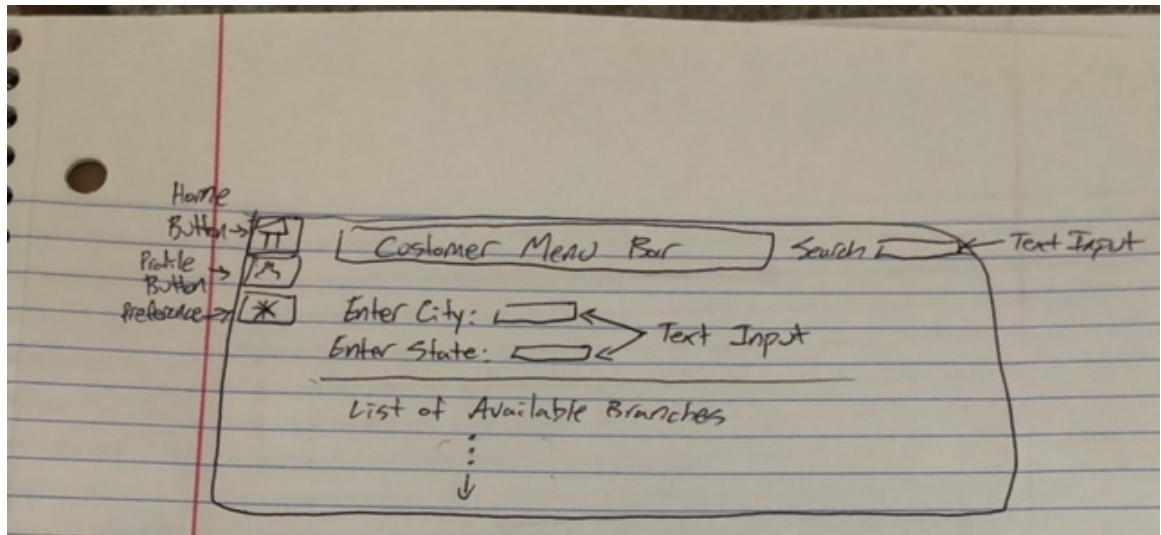 Home
Button
Customer Menu Bar
Search
Text Input
Profile
Button
Preference
Enter City:
Text Input
Enter State:
List of Available Branches